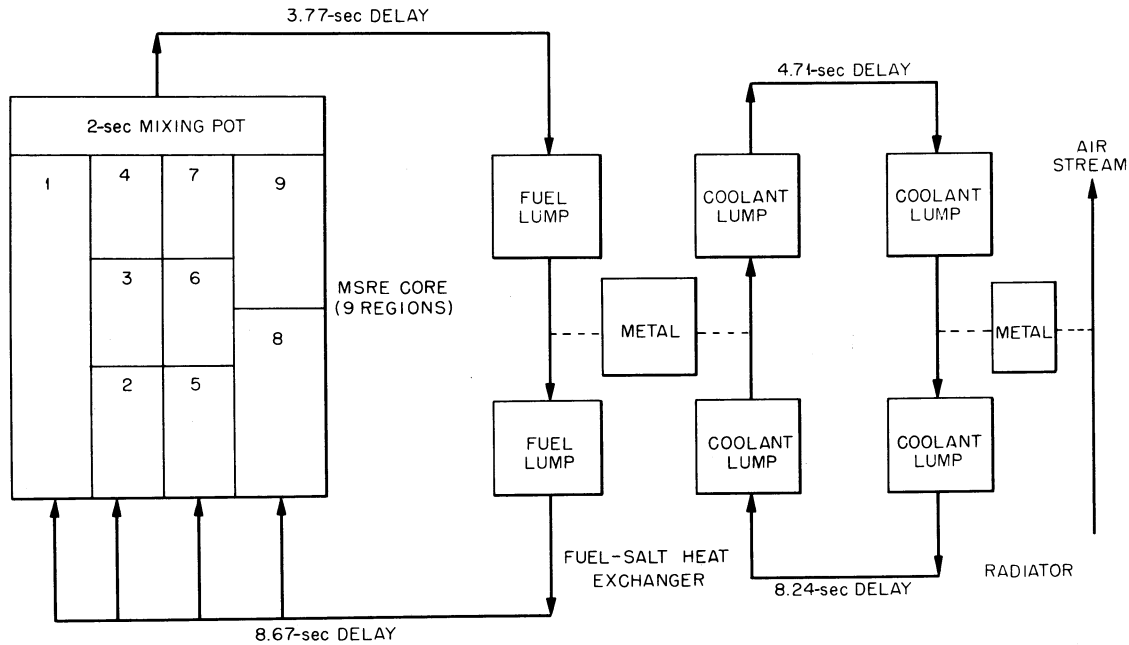 3.77-sec DELAY
2-sec MIXING POT
1
4
7
9
3
6
8
2
5
MSRE CORE
(9 REGIONS)
8.67-sec DELAY
FUEL
LUMP
FUEL
LUMP
METAL
FUEL-SALT HEAT
EXCHANGER
4.71-sec DELAY
COOLANT
LUMP
COOLANT
LUMP
COOLANT
LUMP
COOLANT
LUMP
8.24-sec DELAY
METAL
AIR
STREAM
RADIATOR